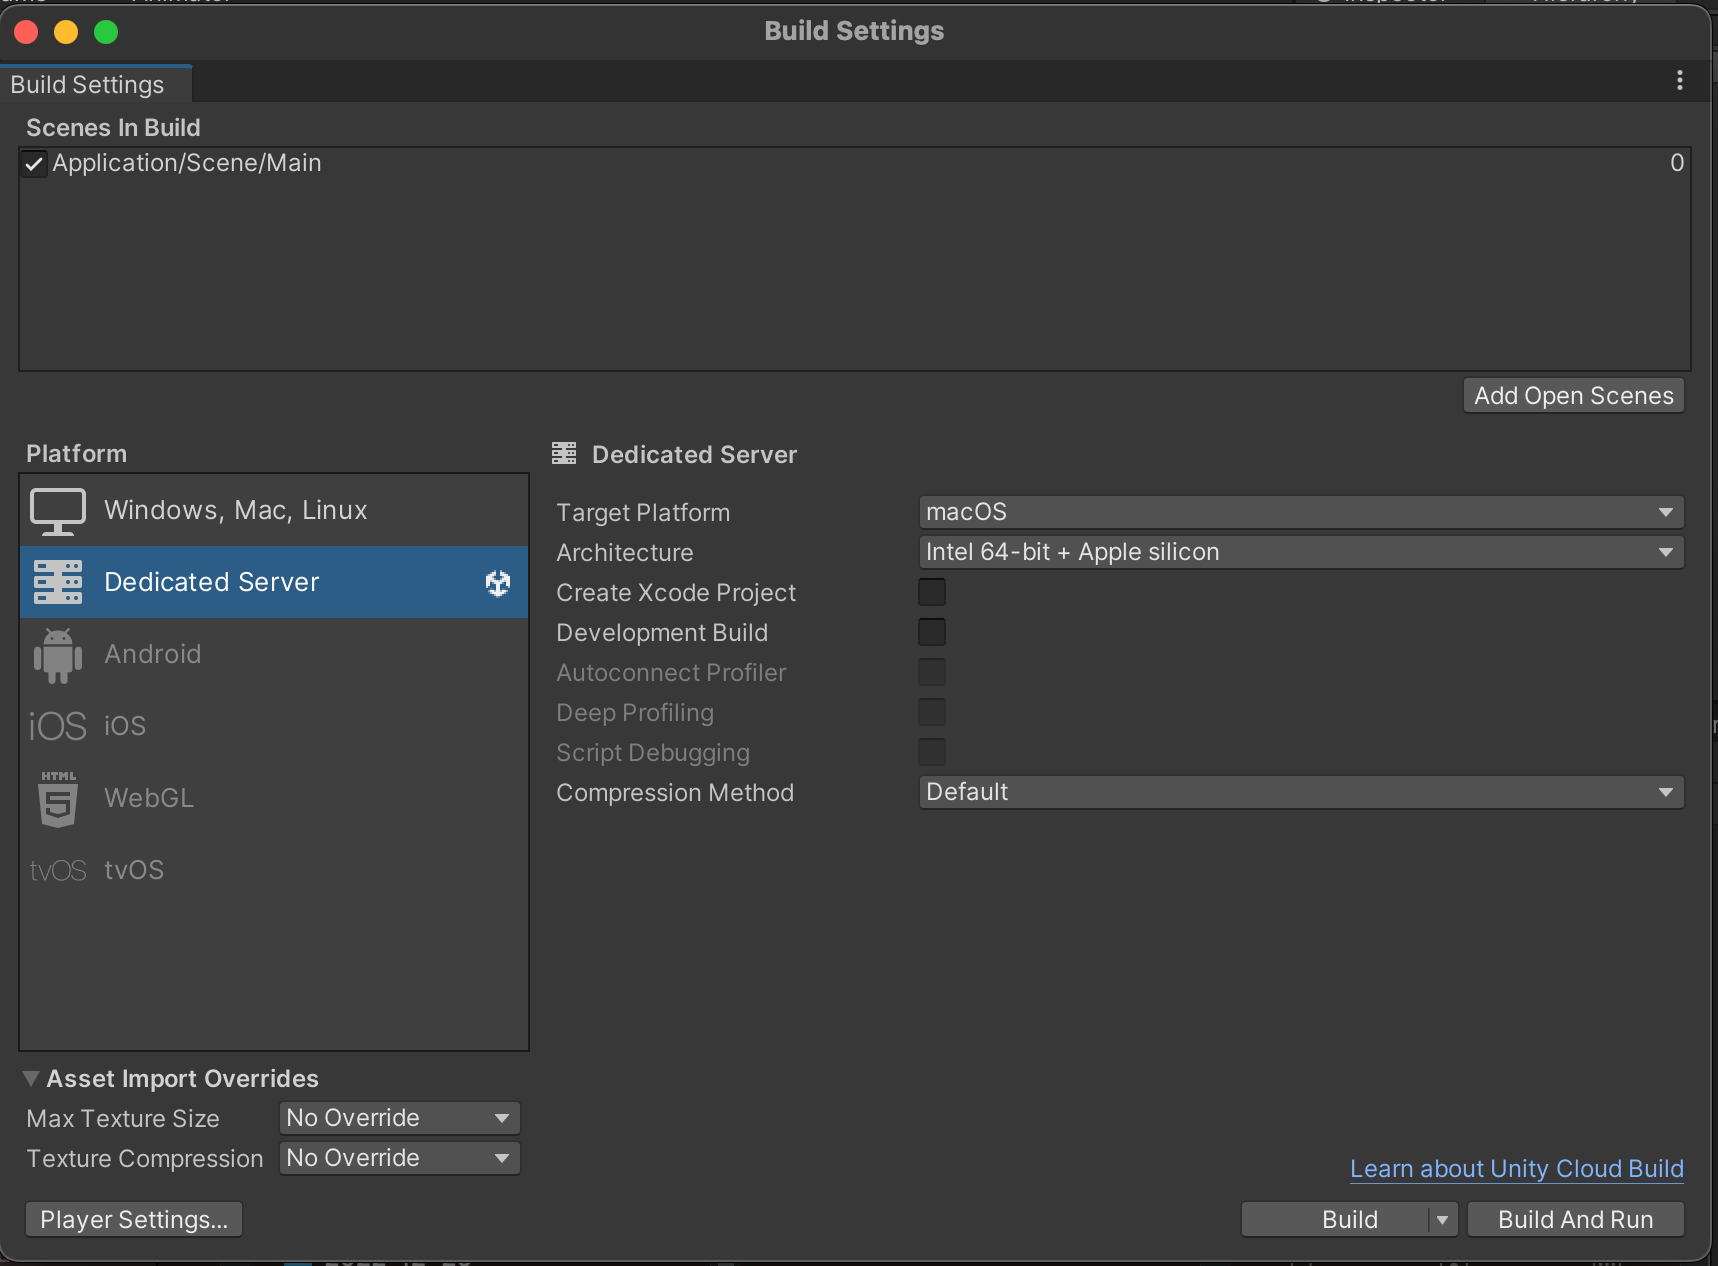 Build Settings
Build Settings
Scenes In Build
Application/Scene/Main 0
Add Open Scenes
Platform
Windows, Mac, Linux
Dedicated Server
Android
iOS iOS
HTML
5 WebGL
tvOS tvOS
Dedicated Server
Target Platform macOS
Architecture Intel 64-bit + Apple silicon
Create Xcode Project
Development Build
Autoconnect Profiler
Deep Profiling
Script Debugging
Compression Method Default
Asset Import Overrides
Max Texture Size No Override
Texture Compression No Override
Learn about Unity Cloud Build
Player Settings... Build Build And Run